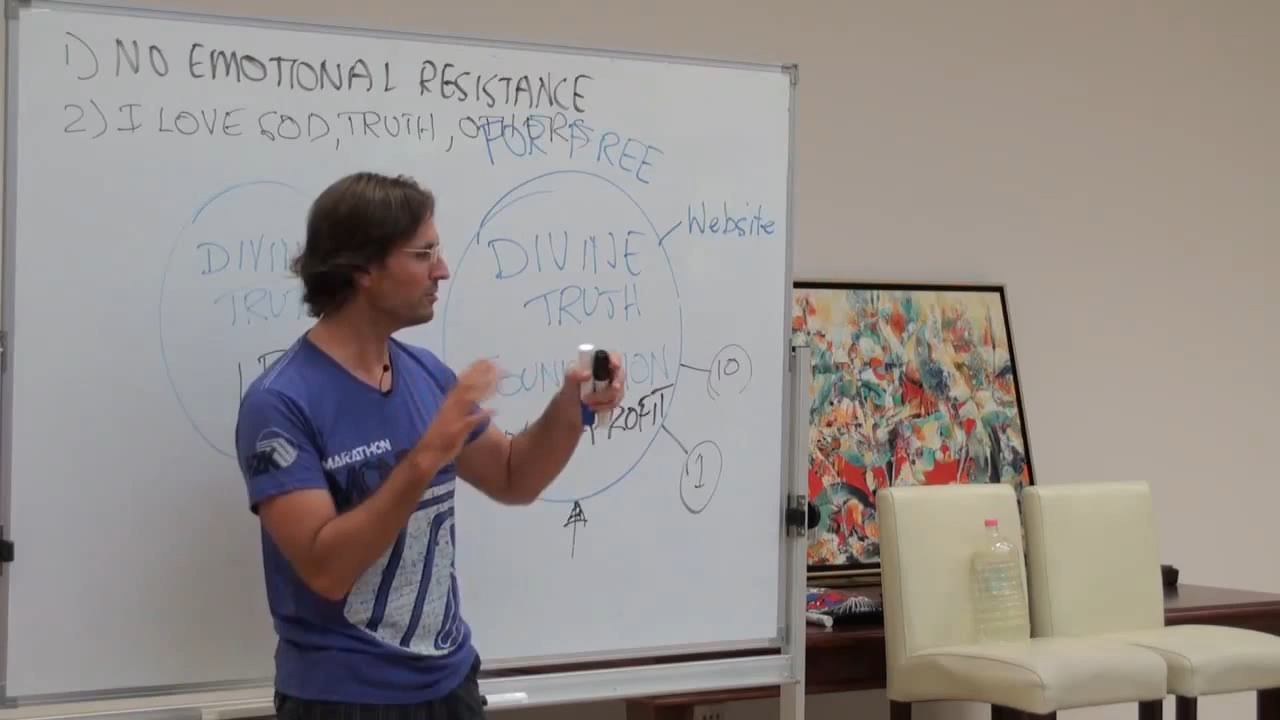 1) NO EMOTIONAL RESISTANCE
2) I LOVE GOD, TRUTH, OTHERS
FOR FREE
Website
DIVINE
TRUTH
DIVINE
TRUTH
10
PROFIT
1
MARATHON